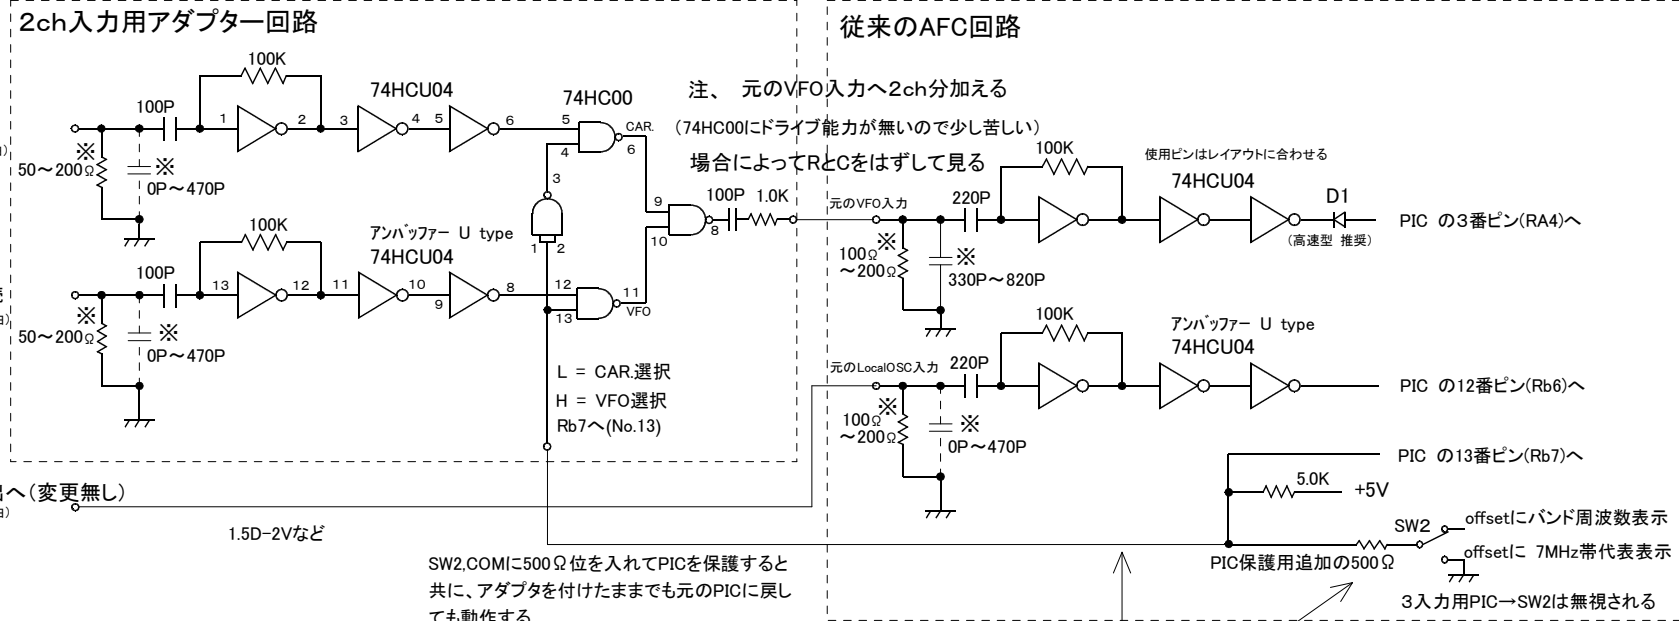 2ch入力用アダプター回路
従来のAFC回路
100K
74HCU04
74HC00
注、 元のVFO入力へ2ch分加える
(74HC00にドライブ能力が無いので少し苦しい)
場合によってRとCをはずして見る
100P
1
2
3
4
5
6
5
4
CAR.
6
※
50～200Ω
※
0P～470P
3
1
2
9
10
8
100P
1.0K
元のVFO入力
220P
100K
使用ピンはレイアウトに合わせる
74HCU04
D1
(高速型 推奨)
PIC の3番ピン(RA4)へ
100Ω
～200Ω
※
※
330P～820P
100K
アンバッファー U type
74HCU04
100P
13
12
11
10
9
8
12
13
11
VFO
※
50～200Ω
※
0P～470P
L = CAR.選択
H = VFO選択
Rb7へ(No.13)
元のLocalOSC入力
220P
100K
アンバッファー U type
74HCU04
PIC の12番ピン(Rb6)へ
100Ω
～200Ω
※
※
0P～470P
PIC の13番ピン(Rb7)へ
5.0K
+5V
へ(変更無し)
1.5D-2Vなど
SW2
offsetにバンド周波数表示
offsetに 7MHz帯代表表示
PIC保護用追加の500Ω
3入力用PIC→SW2は無視される
SW2,COMに500Ω位を入れてPICを保護すると
共に、アダプタを付けたままでも元のPICに戻し
ても動作する